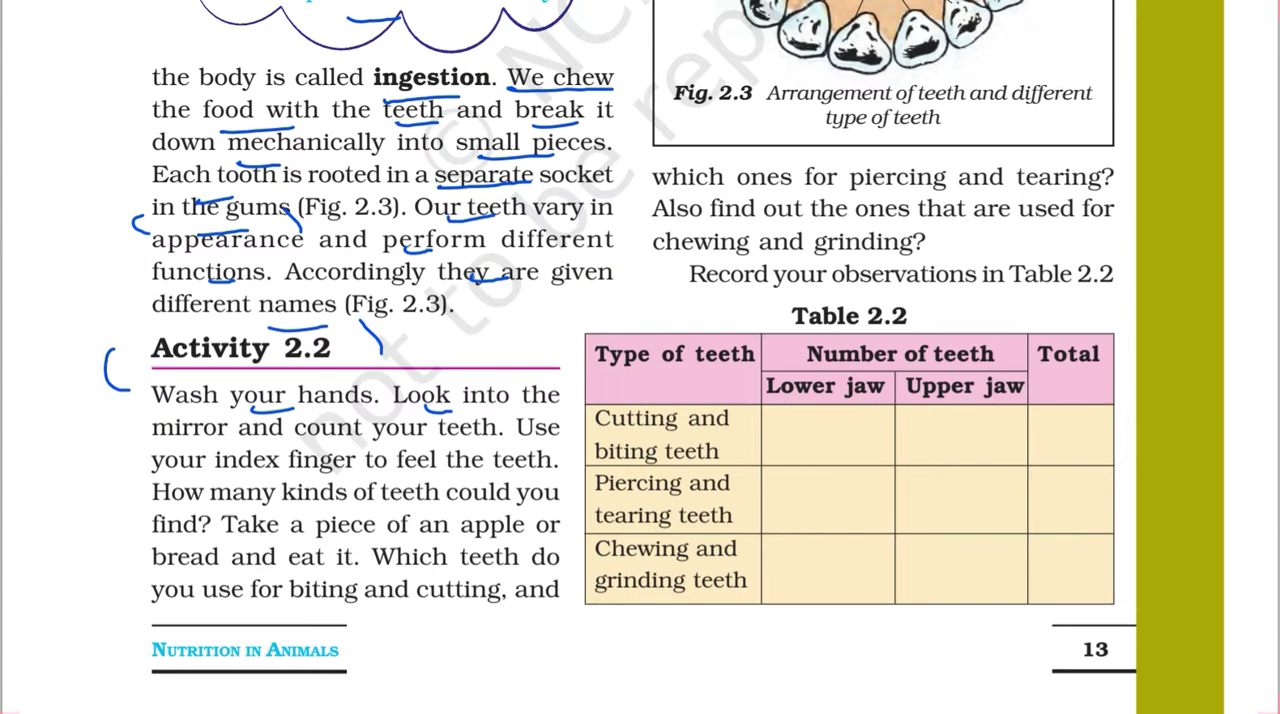 the body is called ingestion. We chew
the food with the teeth and break it
down mechanically into small pieces.
Each tooth is rooted in a separate socket
in the gums (Fig. 2.3). Our teeth vary in
appearance and perform different
functions. Accordingly they are given
different names (Fig. 2.3).
Activity 2.2
Wash your hands. Look into the
mirror and count your teeth. Use
your index finger to feel the teeth.
How many kinds of teeth could you
find? Take a piece of an apple or
bread and eat it. Which teeth do
you use for biting and cutting, and
Fig. 2.3 Arrangement of teeth and different
type of teeth
which ones for piercing and tearing?
Also find out the ones that are used for
chewing and grinding?
Record your observations in Table 2.2
Table 2.2
Type of teeth Number of teeth Total
Lower jaw Upper jaw
Cutting and
biting teeth
Piercing and
tearing teeth
Chewing and
grinding teeth
NUTRITION IN ANIMALS
13
not to be